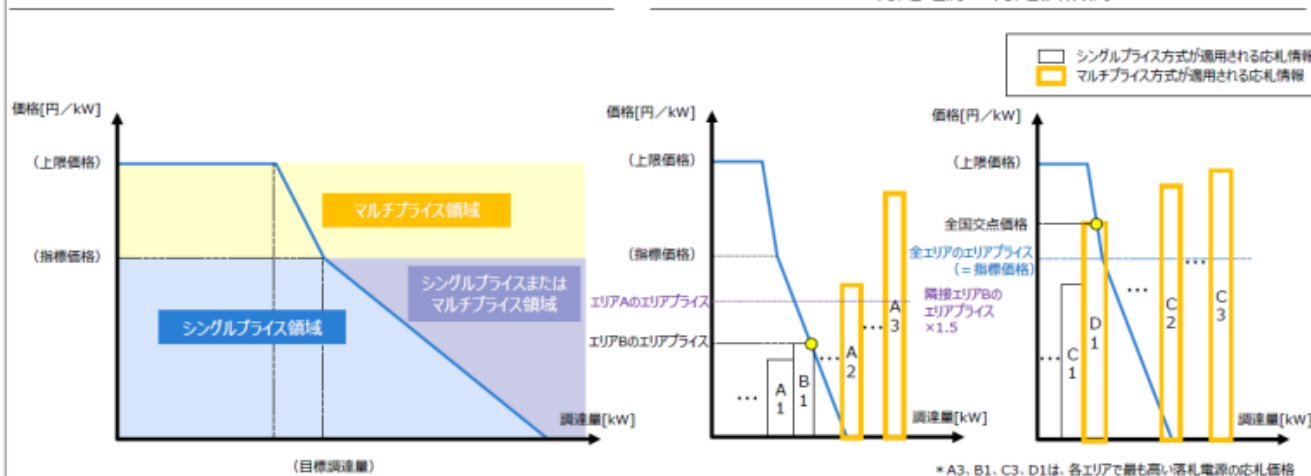 シングルプライス方式が適用される応札情報
マルチプライス方式が適用される応札情報
価格[円/kW]
(上限価格)
マルチプライス領域
(指標価格)
シングルプライスまたは
マルチプライス領域
シングルプライス領域
調達量[kW]
(目標調達量)
価格[円/kW]
(上限価格)
(指標価格)
エリアAのエリアプライス
エリアBのエリアプライス
隣接エリアBの
エリアプライス
×1.5
…
A
1
B
1
…
A
2
…
A
3
調達量[kW]
価格[円/kW]
(上限価格)
全国交点価格
全エリアのエリアプライス
(=指標価格)
…
C
1
D
1
…
C
2
…
C
3
調達量[kW]
*A3、B1、C3、D1は、各エリアで最も高い落札電源の応札価格